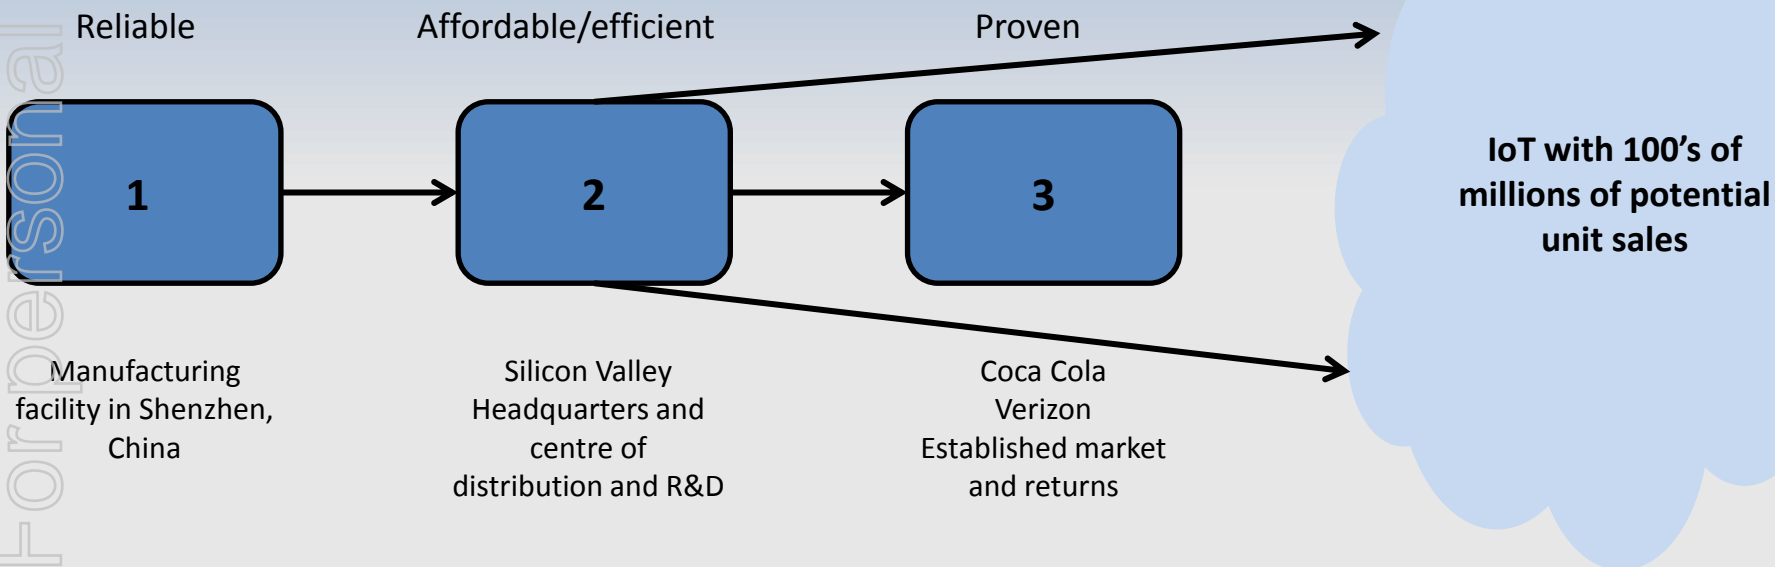 Reliable
Affordable/efficient
Proven
1
2
3
IoT with 100's of
millions of potential
unit sales
Manufacturing
facility in Shenzhen,
China
Silicon Valley
Headquarters and
centre of
distribution and R&D
Coca Cola
Verizon
Established market
and returns
For personal